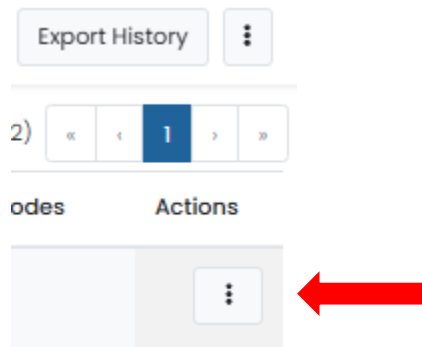 Export History
2) « ‹ 1 › »
odes Actions